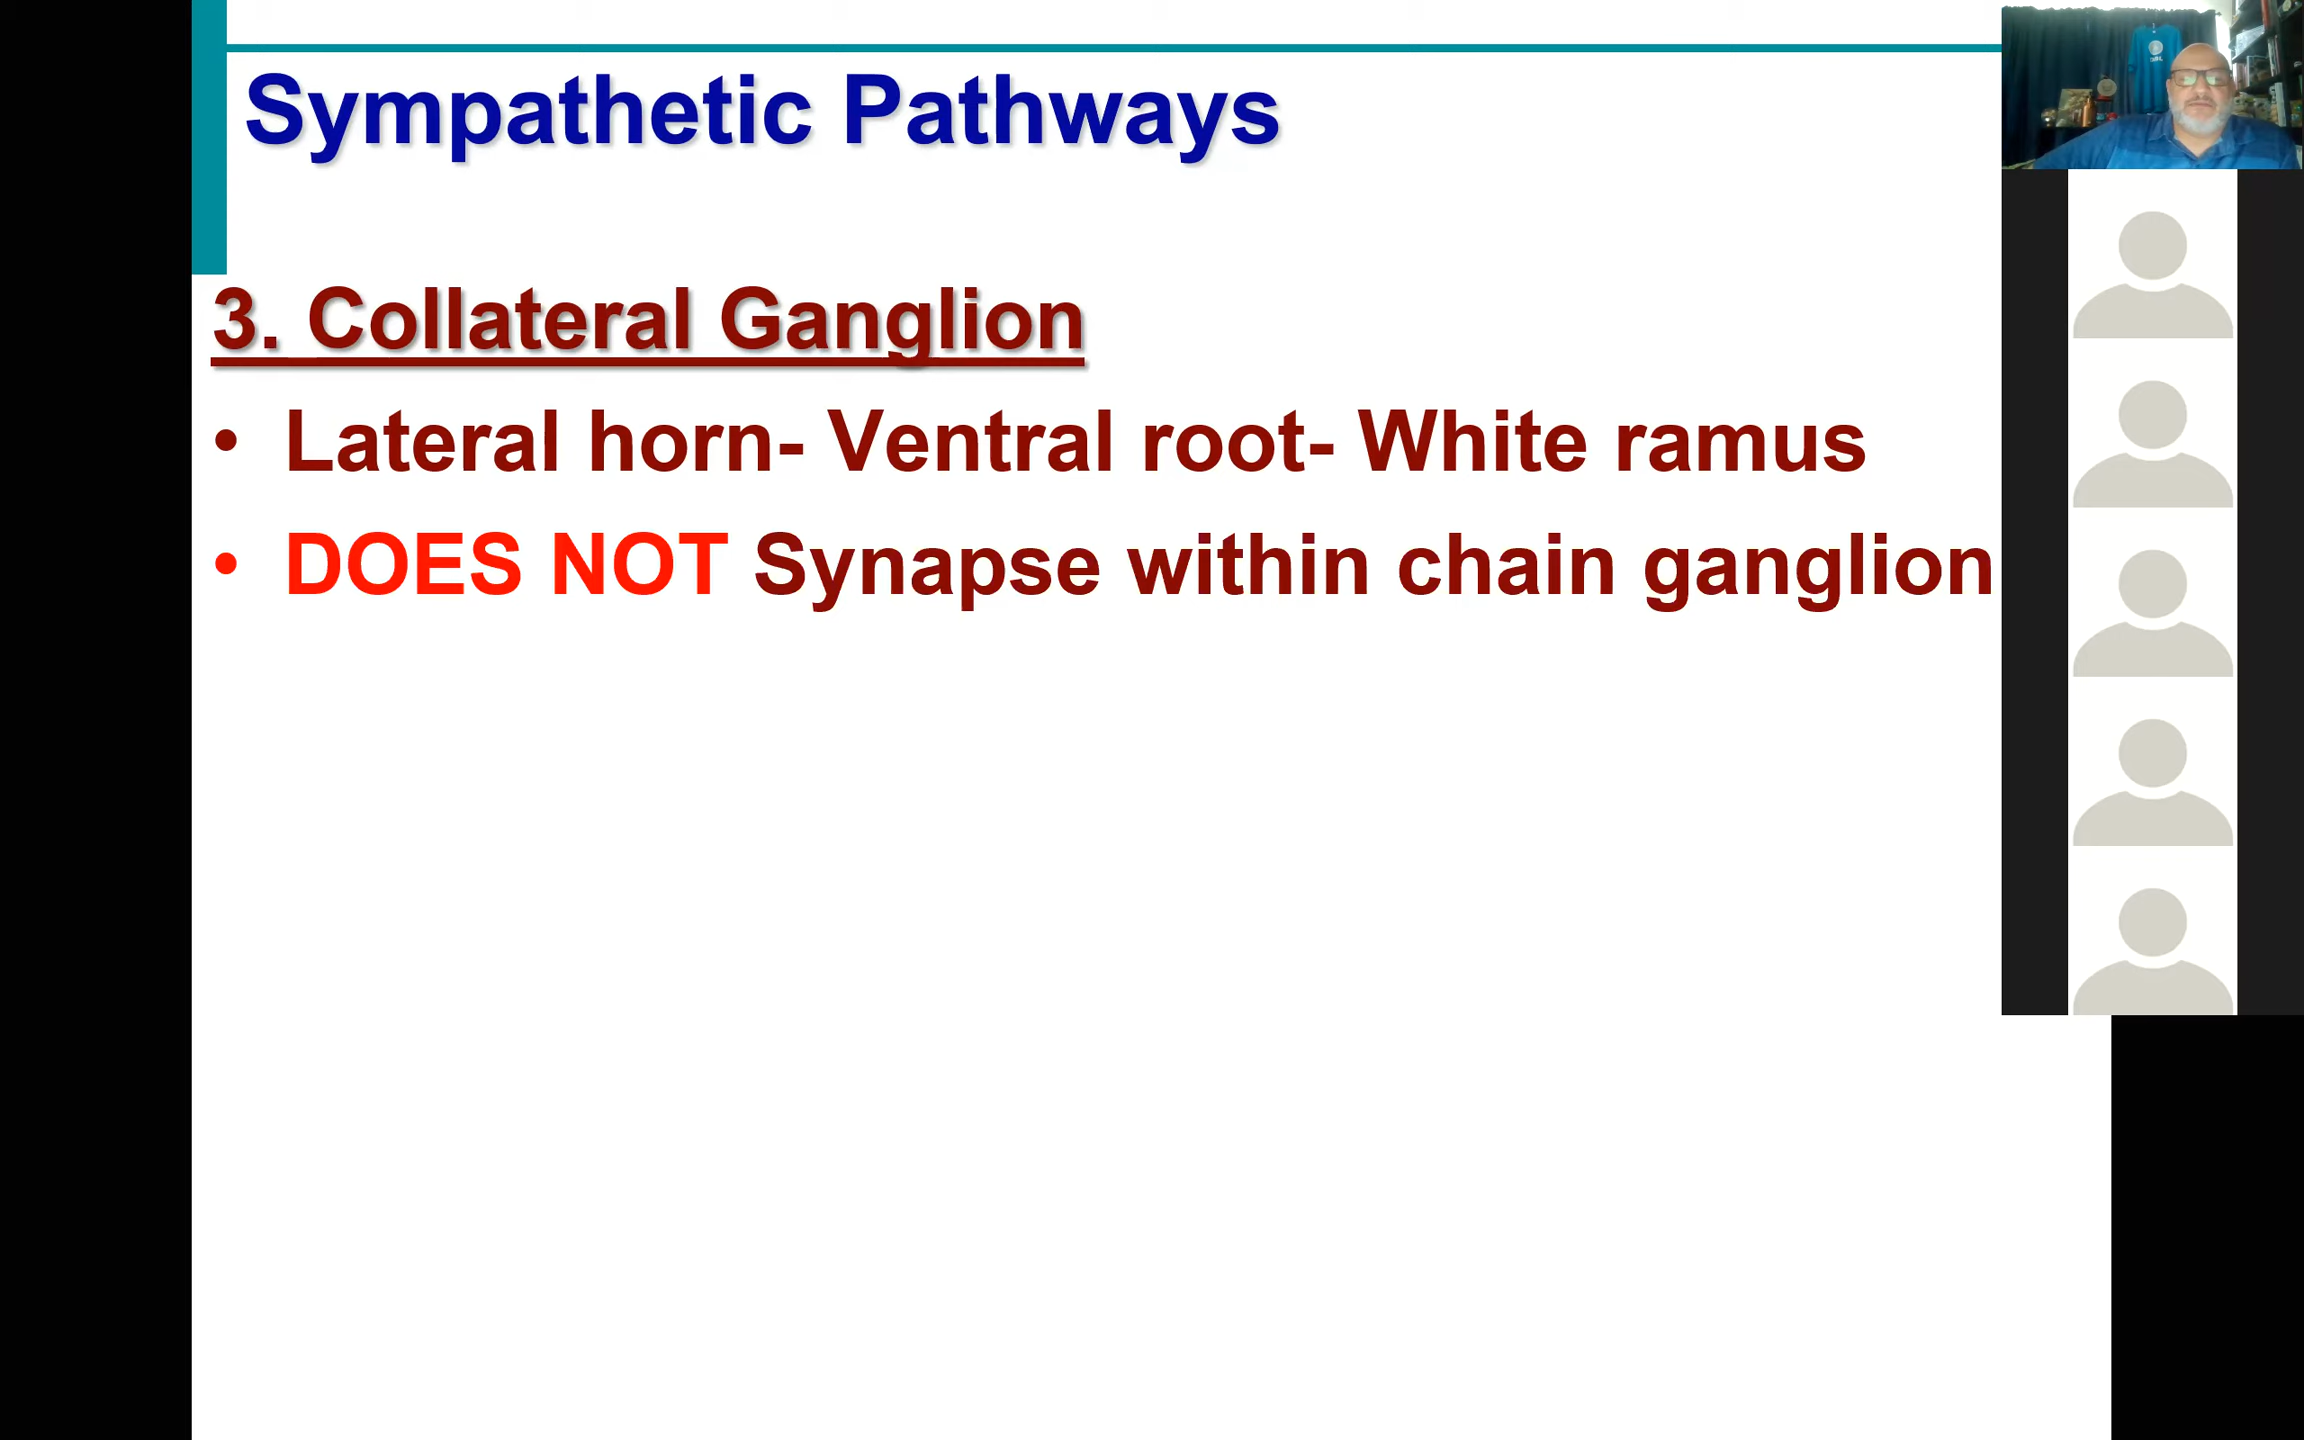 Sympathetic Pathways
3. Collateral Ganglion
• Lateral horn- Ventral root- White ramus
• DOES NOT Synapse within chain ganglion